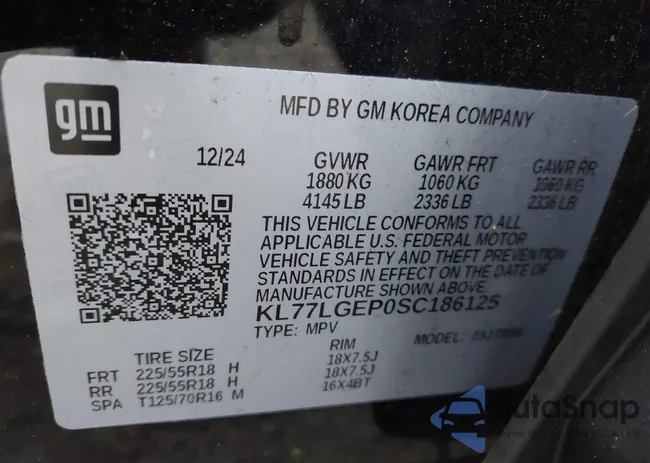 gm
MFD BY GM KOREA COMPANY
12/24 GVWR GAWR FRT GAWR RR
1880 KG 1060 KG 1060 KG
4145 LB 2336 LB 2336 LB
THIS VEHICLE CONFORMS TO ALL
APPLICABLE U.S. FEDERAL MOTOR
VEHICLE SAFETY AND THEFT PREVENTION
STANDARDS IN EFFECT ON THE DATE OF
MANUFACTURE SHOWN ABOVE.
KL77LGEP0SC186125
TYPE: MPV MODEL:
TIRE SIZE RIM
FRT 225/55R18 H 18X7.5J
RR 225/55R18 H 18X7.5J
SPA T125/70R16 M 16X4BT
AutoSnap